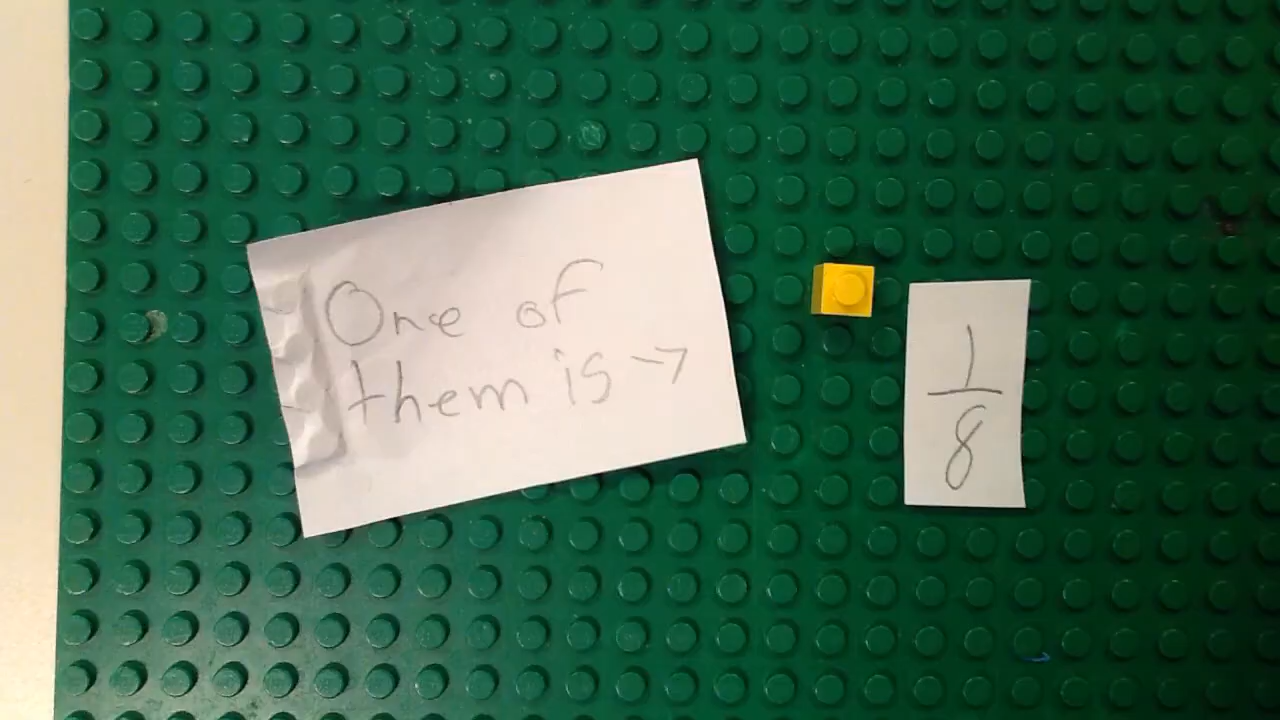 One of
them is →
1
8